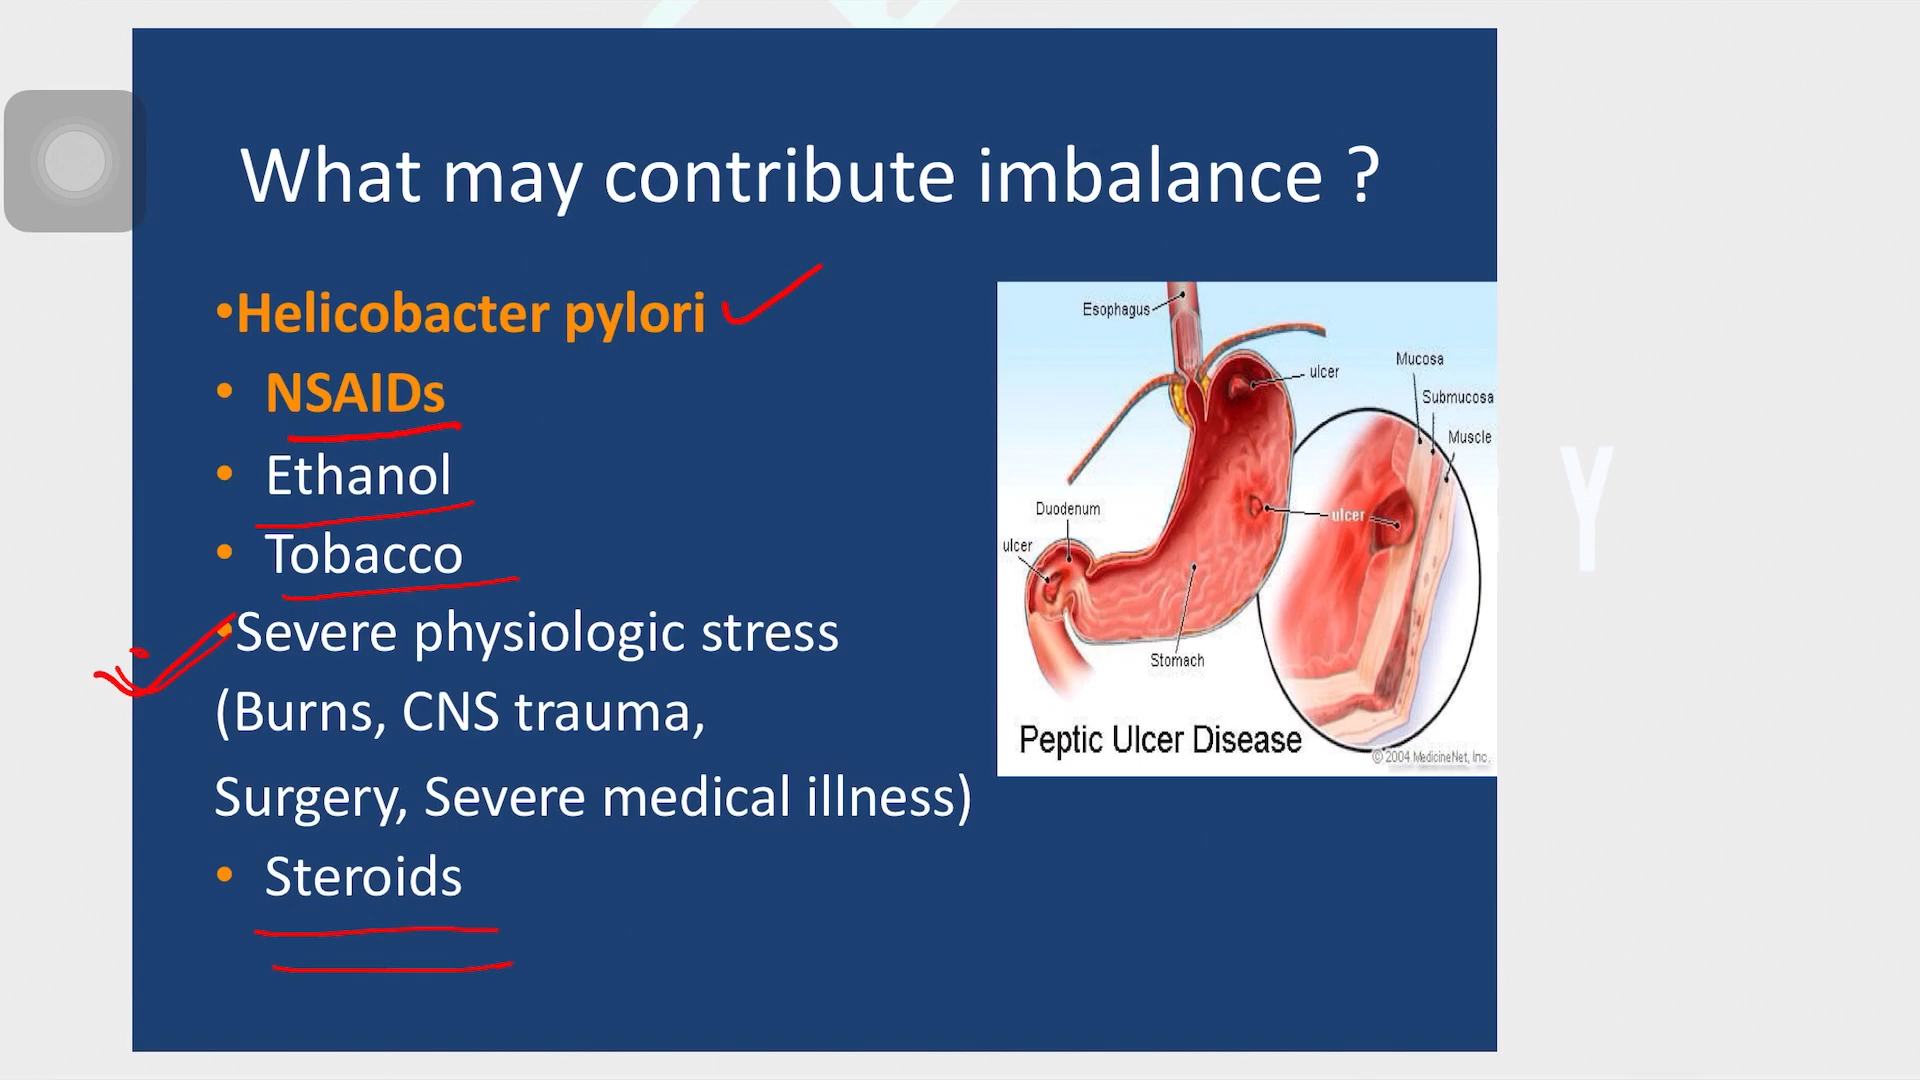 What may contribute imbalance ?
•Helicobacter pylori
• NSAIDs
• Ethanol
• Tobacco
•Severe physiologic stress
(Burns, CNS trauma,
Surgery, Severe medical illness)
• Steroids
Esophagus
ulcer
Mucosa
Submucosa
Muscle
Duodenum
ulcer
ulcer
Stomach
Peptic Ulcer Disease
© 2004 MedicineNet, Inc.
Y